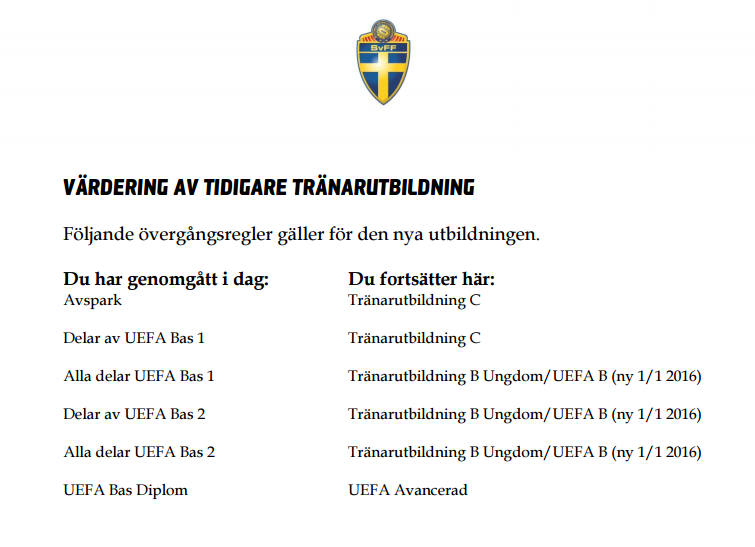 SvFF
VÄRDERING AV TIDIGARE TRÄNARUTBILDNING
Följande övergångsregler gäller för den nya utbildningen.
Du har genomgått i dag: Du fortsätter här:
Avspark Tränarutbildning C
Delar av UEFA Bas 1 Tränarutbildning C
Alla delar UEFA Bas 1 Tränarutbildning B Ungdom/UEFA B (ny 1/1 2016)
Delar av UEFA Bas 2 Tränarutbildning B Ungdom/UEFA B (ny 1/1 2016)
Alla delar UEFA Bas 2 Tränarutbildning B Ungdom/UEFA B (ny 1/1 2016)
UEFA Bas Diplom UEFA Avancerad